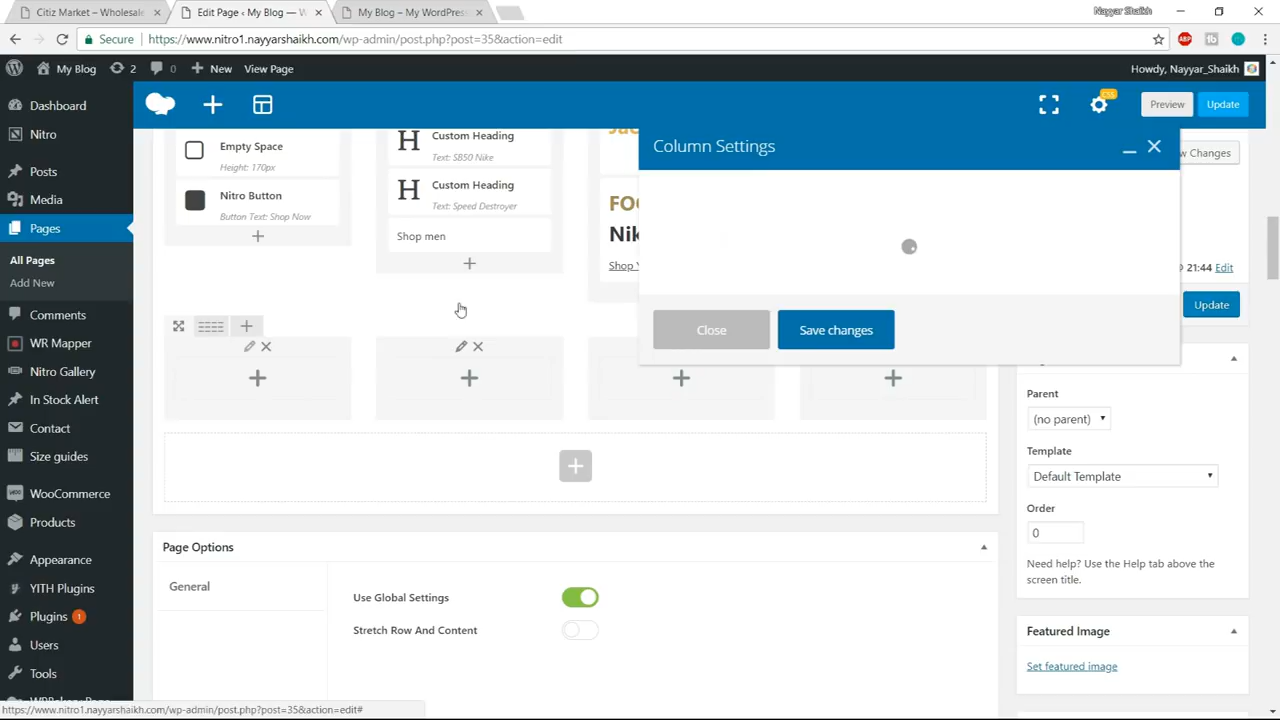 Citiz Market – Wholesale
Edit Page ‹ My Blog — W
My Blog – My WordPress
Nayyar Shaikh
Secure
https://www.nitro1.nayyarshaikh.com/wp-admin/post.php?post=35&action=edit
ABP
My Blog
2
0
New
View Page
Howdy, Nayyar_Shaikh
Dashboard
Nitro
Posts
Media
Pages
All Pages
Add New
Comments
WR Mapper
Nitro Gallery
In Stock Alert
Contact
Size guides
WooCommerce
Products
Appearance
YITH Plugins
Plugins 1
Users
Tools
CSS
Preview
Update
Empty Space
Height: 170px
Nitro Button
Button Text: Shop Now
H
Custom Heading
Text: SB50 Nike
H
Custom Heading
Text: Speed Destroyer
Shop men
FO
Nik
Shop
Column Settings
Close
Save changes
w Changes
21:44 Edit
Update
Parent
(no parent)
Template
Default Template
Order
0
Need help? Use the Help tab above the
screen title.
Featured Image
Set featured image
Page Options
General
Use Global Settings
Stretch Row And Content
https://www.nitro1.nayyarshaikh.com/wp-admin/post.php?post=35&action=edit#